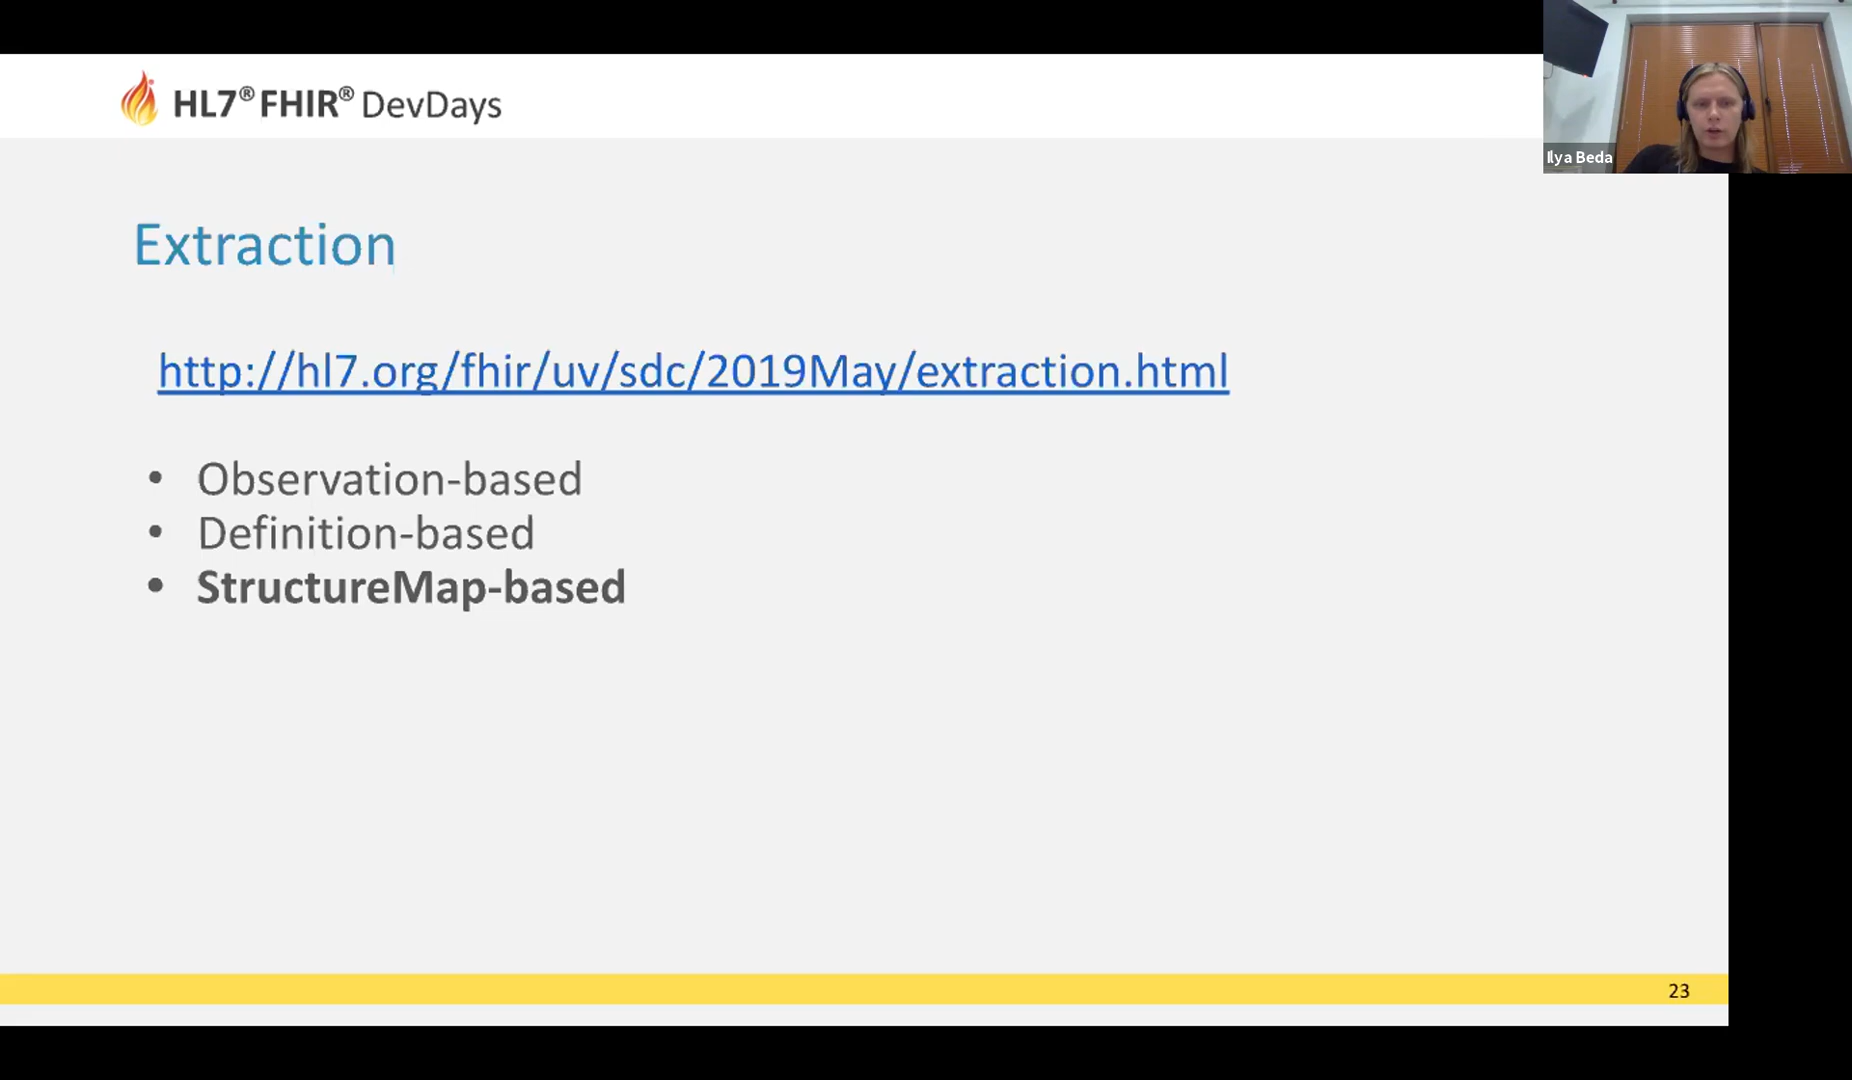 HL7® FHIR® DevDays
Ilya Beda
Extraction
http://hl7.org/fhir/uv/sdc/2019May/extraction.html
• Observation-based
• Definition-based
• StructureMap-based
23